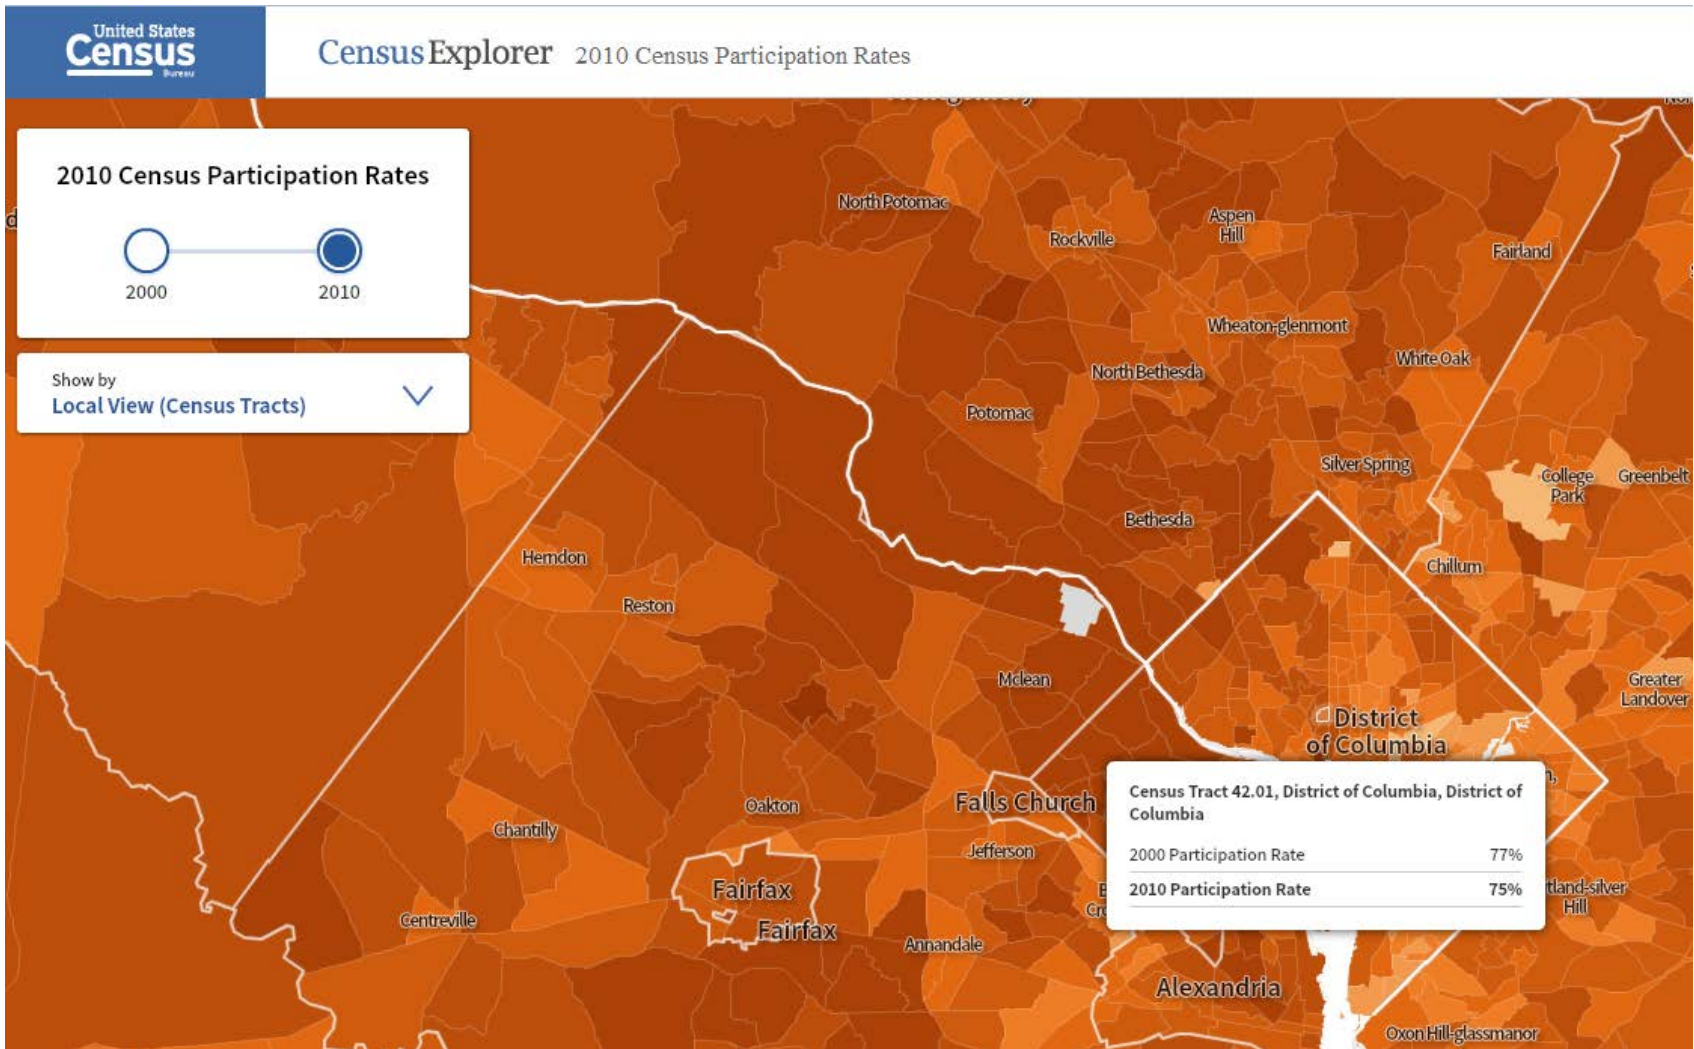 United States
Census
Bureau
Census Explorer 2010 Census Participation Rates
2010 Census Participation Rates
2000 2010
Show by
Local View (Census Tracts)
North Potomac
Rockville
Aspen
Hill
Fairland
Wheaton-glenmont
White Oak
North Bethesda
Potomac
Silver Spring
College
Park
Greenbelt
Bethesda
Herndon
Chillum
Reston
Mclean
Greater
Landover
District
of Columbia
Census Tract 42.01, District of Columbia, District of
Columbia
2000 Participation Rate 77%
2010 Participation Rate 75%
Oakton
Falls Church
Chantilly
Jefferson
Fairfax
tland-silver
Hill
Centreville
Fairfax
Annandale
Alexandria
Oxon Hill-glassmanor